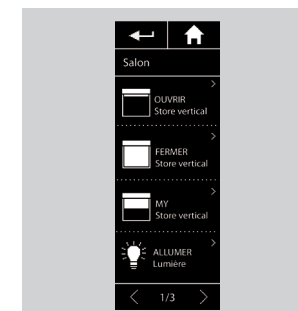 Salon
OUVRIR
Store vertical
FERMER
Store vertical
MY
Store vertical
ALLUMER
Lumière
1/3